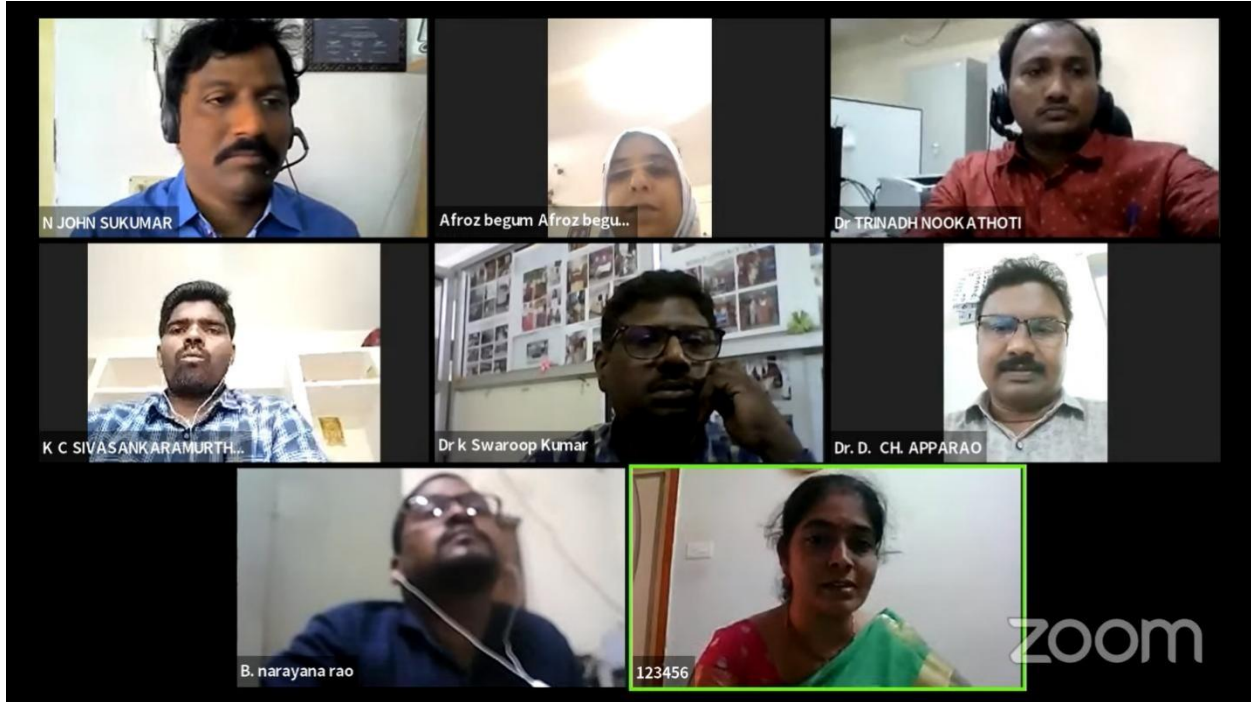 N JOHN SUKUMAR
Afroz begum Afroz begu...
Dr TRINADH NOOKATHOTI
K C SIVASANKARAMURTH...
Dr k Swaroop Kumar
Dr. D. CH. APPARAO
B. narayana rao
123456
zoom